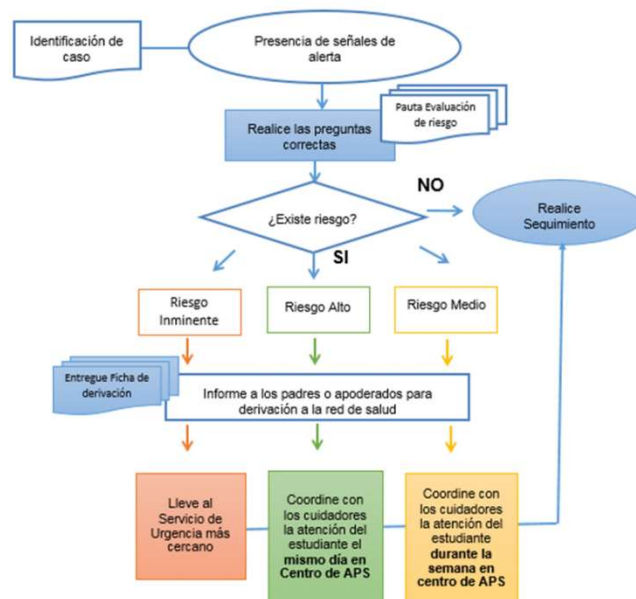 Identificación de
caso
Presencia de señales de
alerta
Pauta Evaluación
de riesgo
Realice las preguntas
correctas
NO
¿Existe riesgo?
Realice
Sequimiento
SI
Riesgo
Inminente
Riesgo Alto
Riesgo Medio
Entregue Ficha de
derivación
Informe a los padres o apoderados para
derivación a la red de salud
Lleve al
Servicio de
Urgencia más
cercano
Coordine con
los cuidadores
la atención del
estudiante el
mismo día en
Centro de APS
Coordine con
los cuidadores
la atención del
estudiante
durante la
semana en
centro de APS